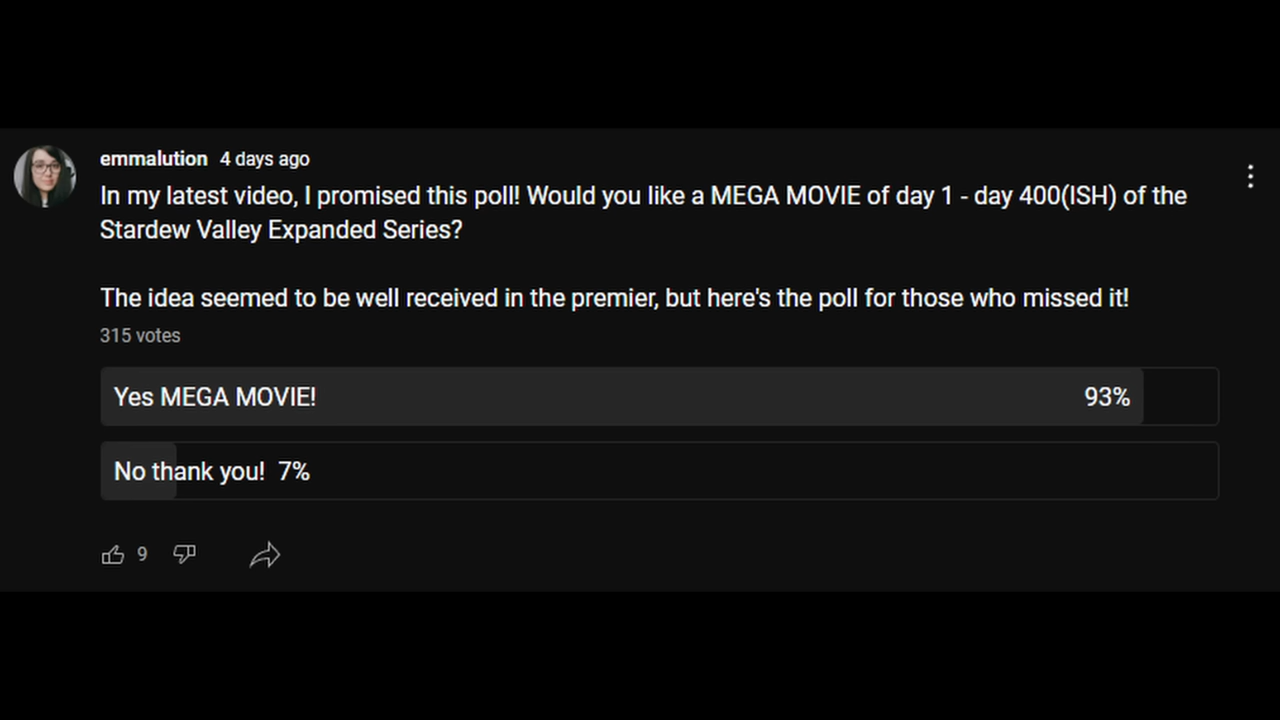 emmalution 4 days ago
In my latest video, I promised this poll! Would you like a MEGA MOVIE of day 1 - day 400(ISH) of the
Stardew Valley Expanded Series?
The idea seemed to be well received in the premier, but here's the poll for those who missed it!
315 votes
Yes MEGA MOVIE! 93%
No thank you! 7%
9